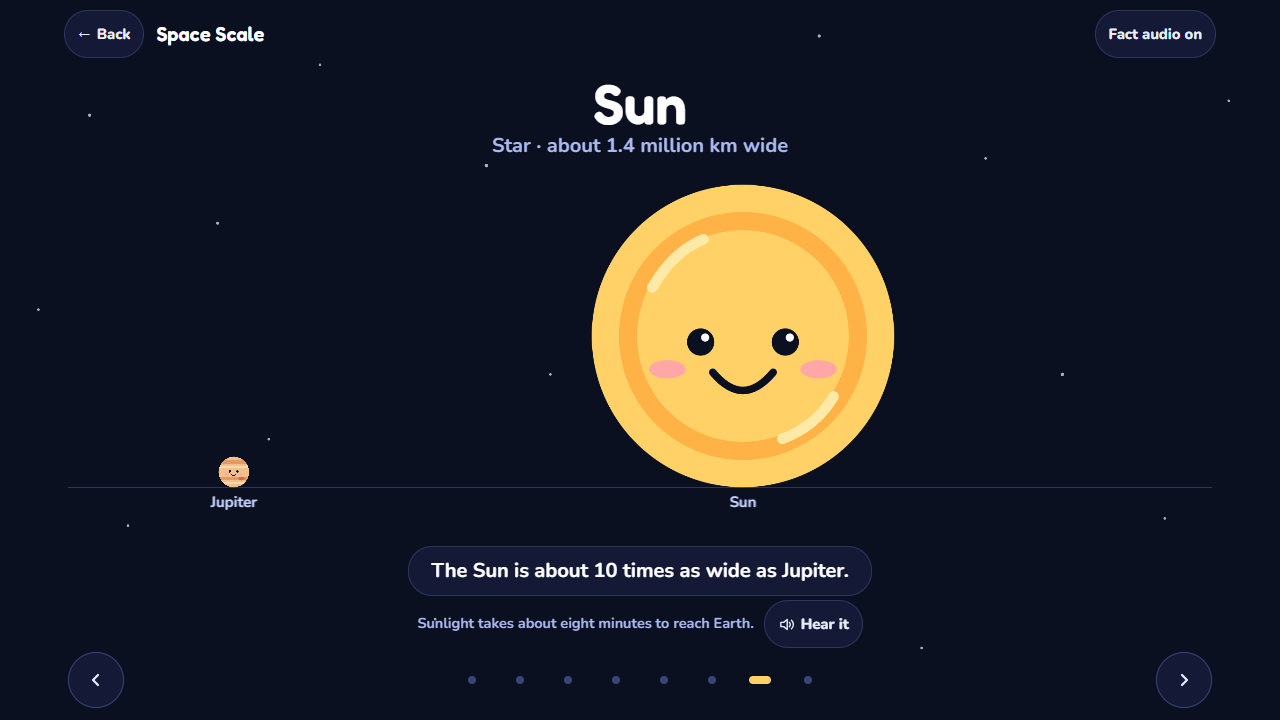 ← Back
Space Scale
Fact audio on
Sun
Star · about 1.4 million km wide
Jupiter
Sun
The Sun is about 10 times as wide as Jupiter.
Sunlight takes about eight minutes to reach Earth.
Hear it